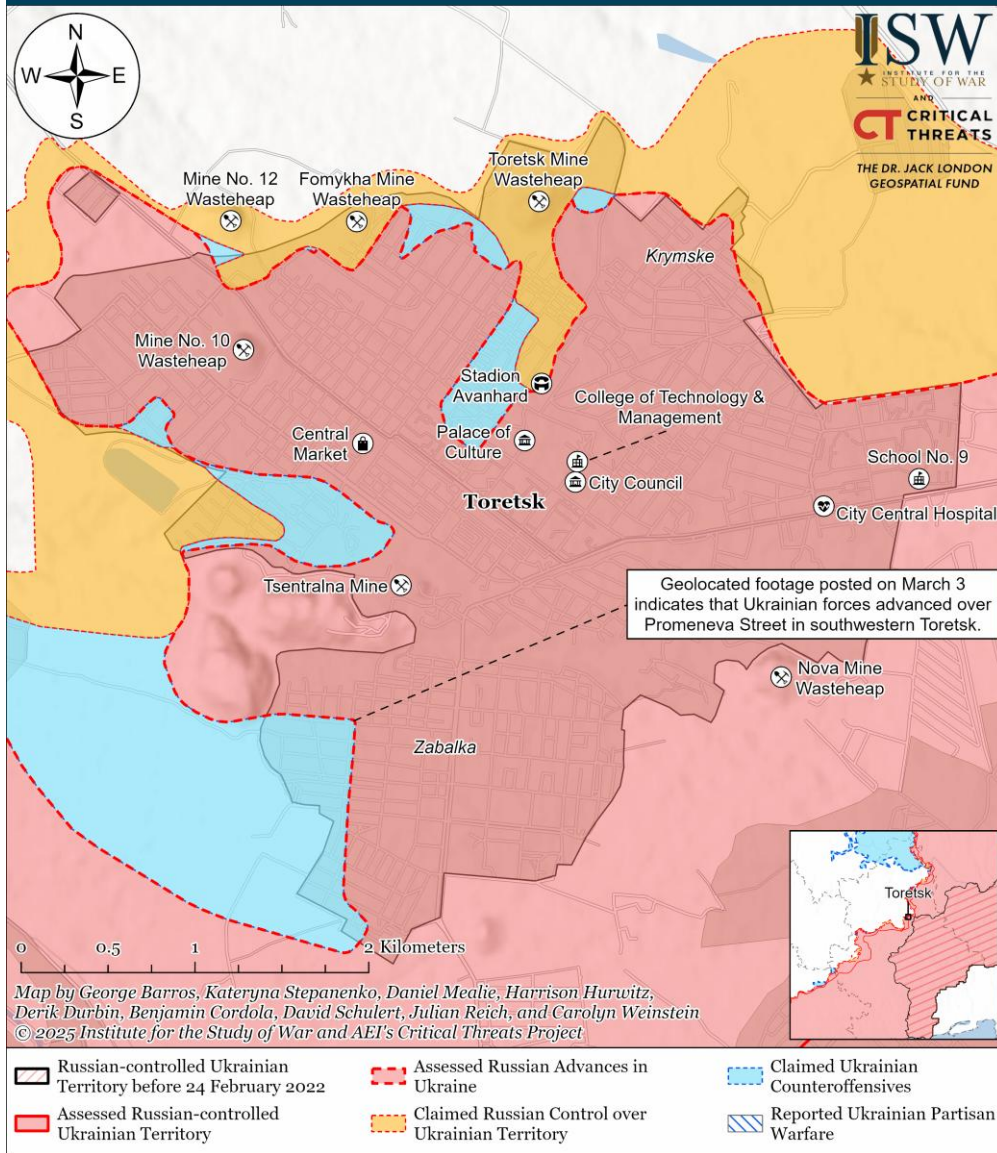 N
W
E
S
ISW
INSTITUTE FOR THE
STUDY OF WAR
AND
CT CRITICAL
THREATS
THE DR. JACK LONDON
GEOSPATIAL FUND
Mine No. 12
Wasteheap
Fomykha Mine
Wasteheap
Toretsk Mine
Wasteheap
Krymske
Mine No. 10
Wasteheap
Stadion
Avanhard
College of Technology &
Management
Central
Market
Palace of
Culture
City Council
School No. 9
Toretsk
City Central Hospital
Tsentralna Mine
Geolocated footage posted on March 3
indicates that Ukrainian forces advanced over
Promeneva Street in southwestern Toretsk.
Nova Mine
Wasteheap
Zabalka
Toretsk
0 0.5 1 2 Kilometers
Map by George Barros, Kateryna Stepanenko, Daniel Mealie, Harrison Hurwitz,
Derik Durbin, Benjamin Cordola, David Schulert, Julian Reich, and Carolyn Weinstein
© 2025 Institute for the Study of War and AEI's Critical Threats Project
Russian-controlled Ukrainian
Territory before 24 February 2022
Assessed Russian Advances in
Ukraine
Claimed Ukrainian
Counteroffensives
Assessed Russian-controlled
Ukrainian Territory
Claimed Russian Control over
Ukrainian Territory
Reported Ukrainian Partisan
Warfare